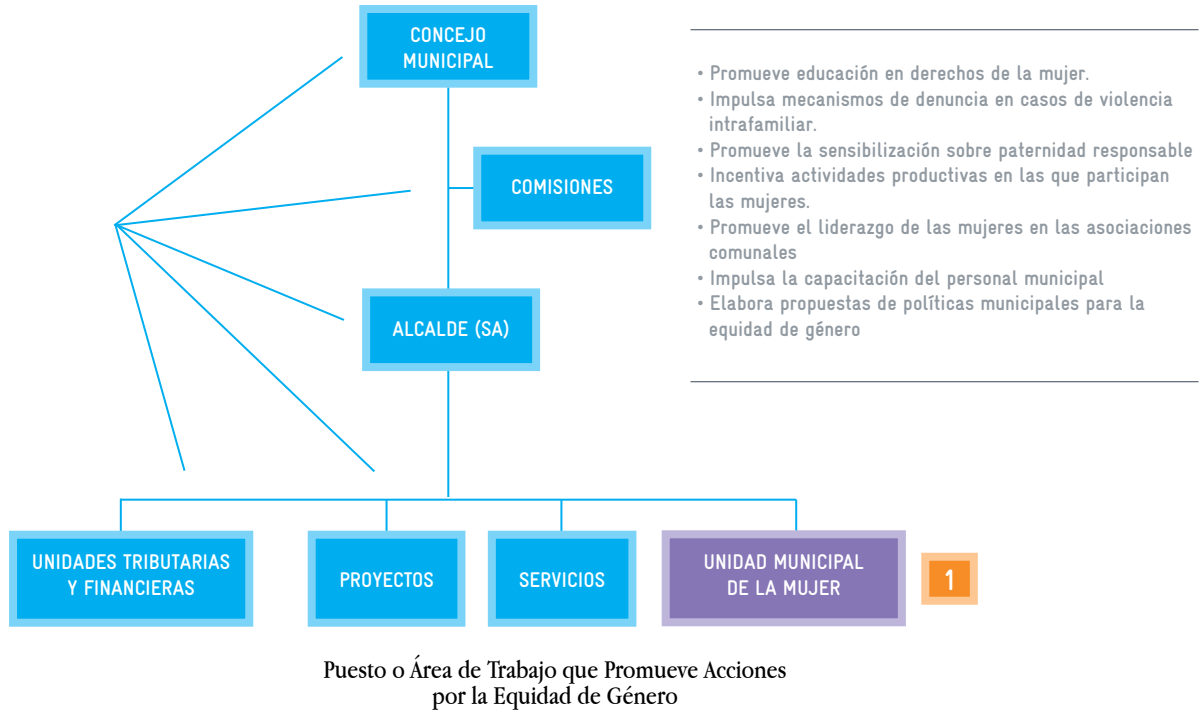 CONCEJO
MUNICIPAL
COMISIONES
ALCALDE (SA)
• Promueve educación en derechos de la mujer.
• Impulsa mecanismos de denuncia en casos de violencia
intrafamiliar.
• Promueve la sensibilización sobre paternidad responsable
• Incentiva actividades productivas en las que participan
las mujeres.
• Promueve el liderazgo de las mujeres en las asociaciones
comunales
• Impulsa la capacitación del personal municipal
• Elabora propuestas de políticas municipales para la
equidad de género
UNIDADES TRIBUTARIAS
Y FINANCIERAS
PROYECTOS
SERVICIOS
UNIDAD MUNICIPAL
DE LA MUJER
1
Puesto o Área de Trabajo que Promueve Acciones
por la Equidad de Género